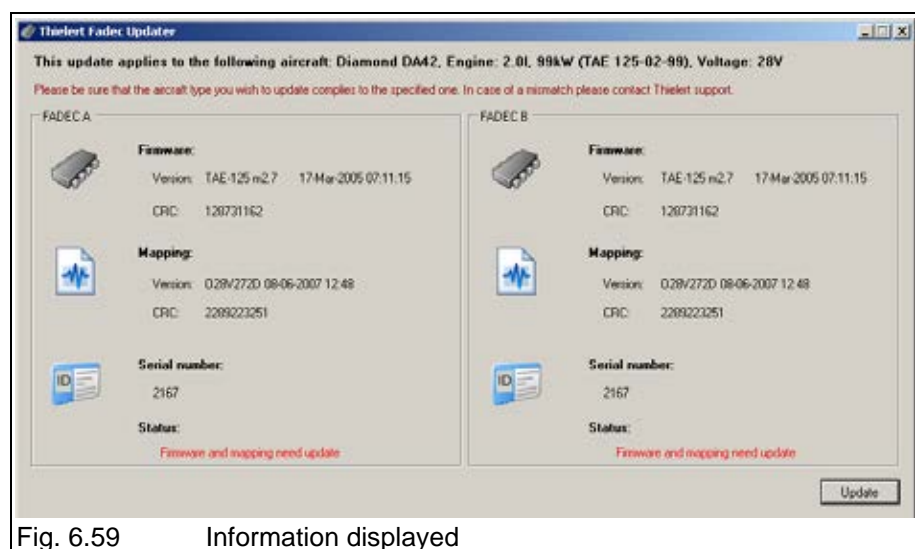 Thielert Fadec Updater
This update applies to the following aircraft: Diamond DA42, Engine: 2.0l, 99kW (TAE 125-02-99), Voltage: 28V
Please be sure that the aircraft type you wish to update complies to the specified one. In case of a mismatch please contact Thielert support.
FADEC A
Firmware:
Version: TAE-125 m2.7 17-Mar-2005 07:11:15
CRC: 120731162
Mapping:
Version: O28V272D 08-06-2007 12:48
CRC: 2289223251
ID
Serial number:
2167
Status:
Firmware and mapping need update
FADEC B
Firmware:
Version: TAE-125 m2.7 17-Mar-2005 07:11:15
CRC: 120731162
Mapping:
Version: O28V272D 08-06-2007 12:48
CRC: 2289223251
ID
Serial number:
2167
Status:
Firmware and mapping need update
Update
Fig. 6.59 Information displayed